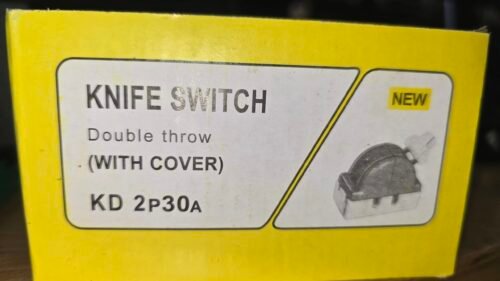 KNIFE SWITCH
Double throw
(WITH COVER)
KD 2P30A
NEW